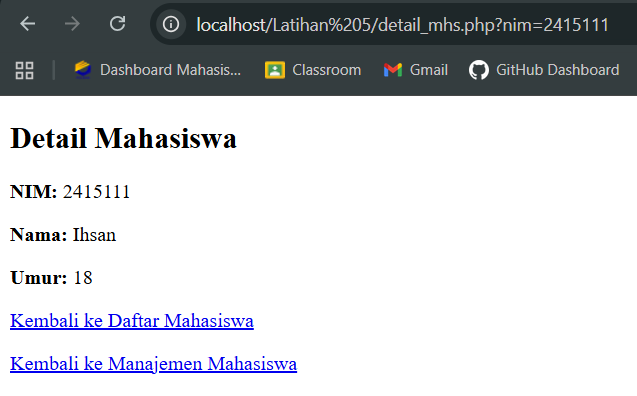 localhost/Latihan%205/detail_mhs.php?nim=2415111
Dashboard Mahasis... Classroom Gmail GitHub Dashboard
Detail Mahasiswa
NIM: 2415111
Nama: Ihsan
Umur: 18
Kembali ke Daftar Mahasiswa
Kembali ke Manajemen Mahasiswa